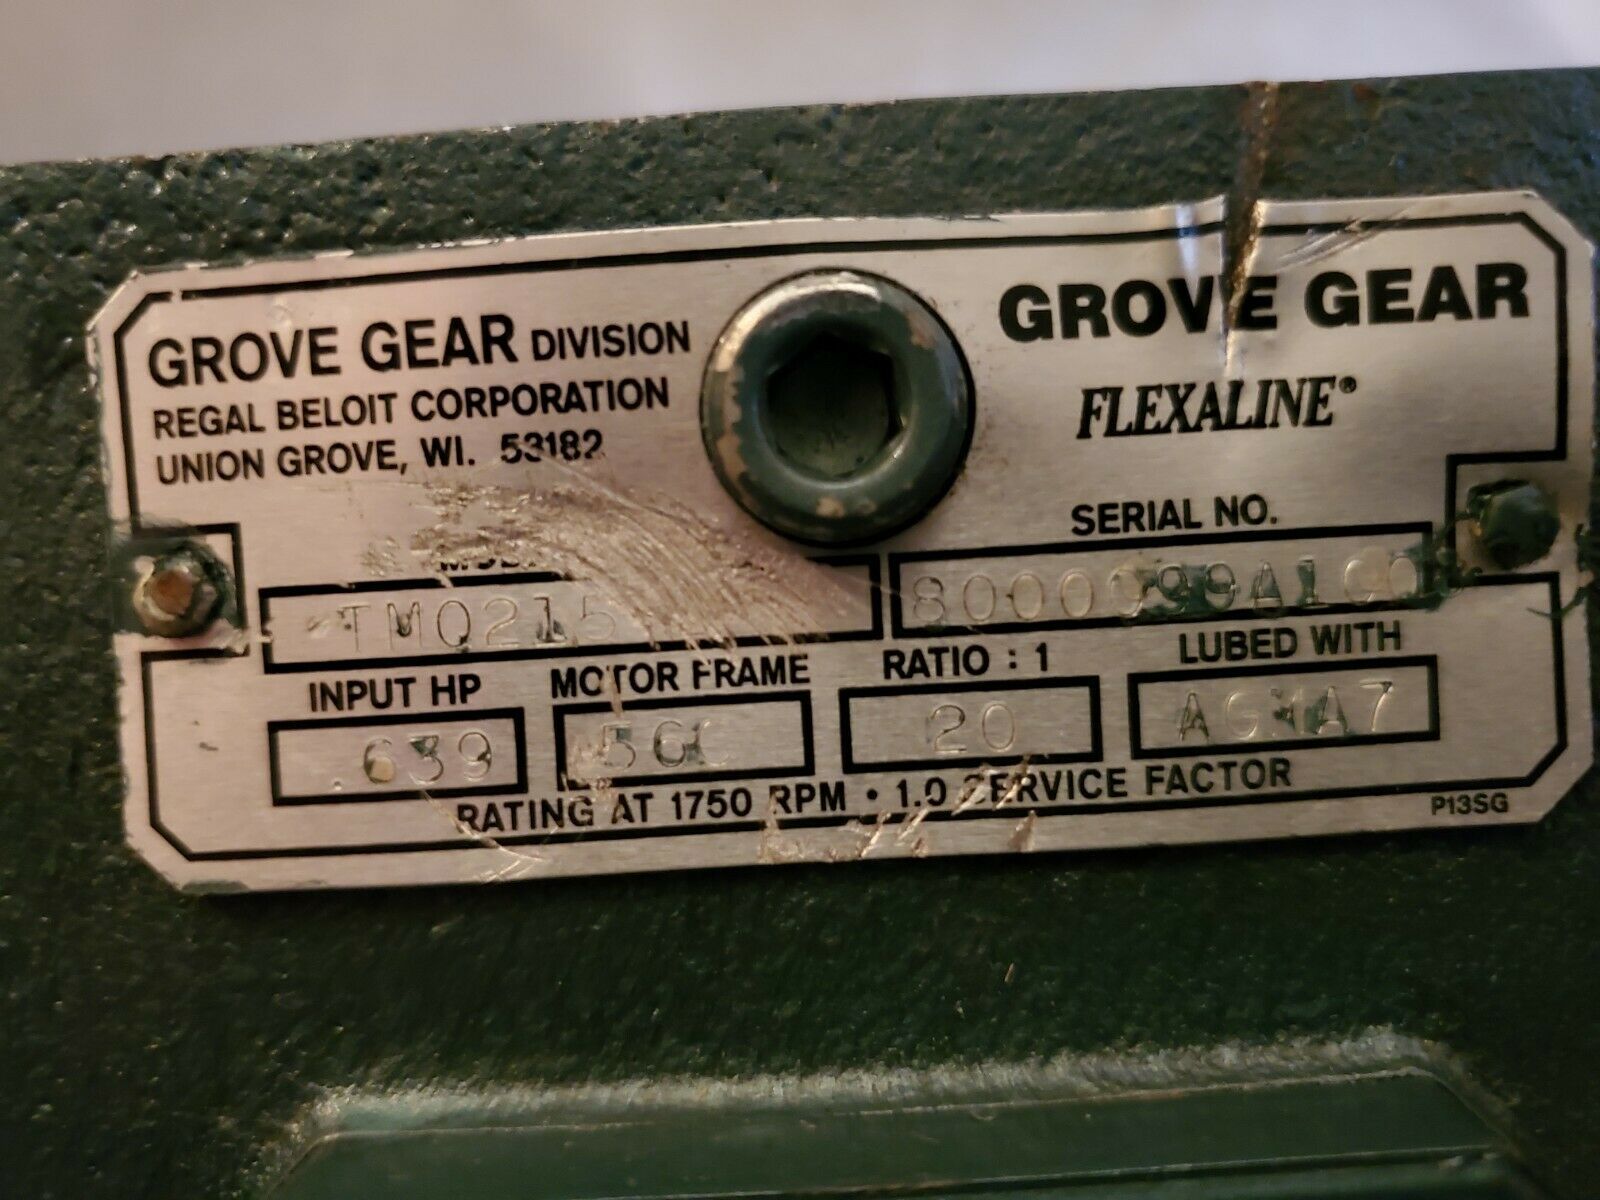 GROVE GEAR DIVISION
REGAL BELOIT CORPORATION
UNION GROVE, WI. 53182
GROVE GEAR
FLEXALINE®
SERIAL NO.
TMQ215
INPUT HP
.639
MOTOR FRAME
56C
RATIO : 1
20
LUBED WITH
AGMA7
RATING AT 1750 RPM • 1.0 SERVICE FACTOR
P13SG